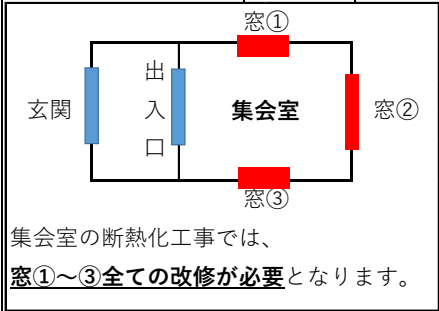 窓①
玄関
出入口
集会室
窓②
窓③
集会室の断熱化工事では、
窓①～③全ての改修が必要となります。